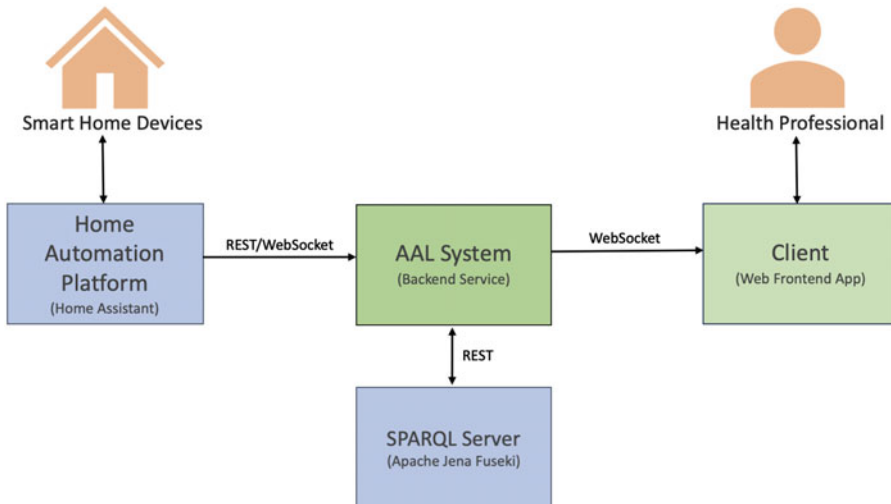 Smart Home Devices
Health Professional
Home
Automation
Platform
(Home Assistant)
REST/WebSocket
AAL System
(Backend Service)
WebSocket
Client
(Web Frontend App)
REST
SPARQL Server
(Apache Jena Fuseki)